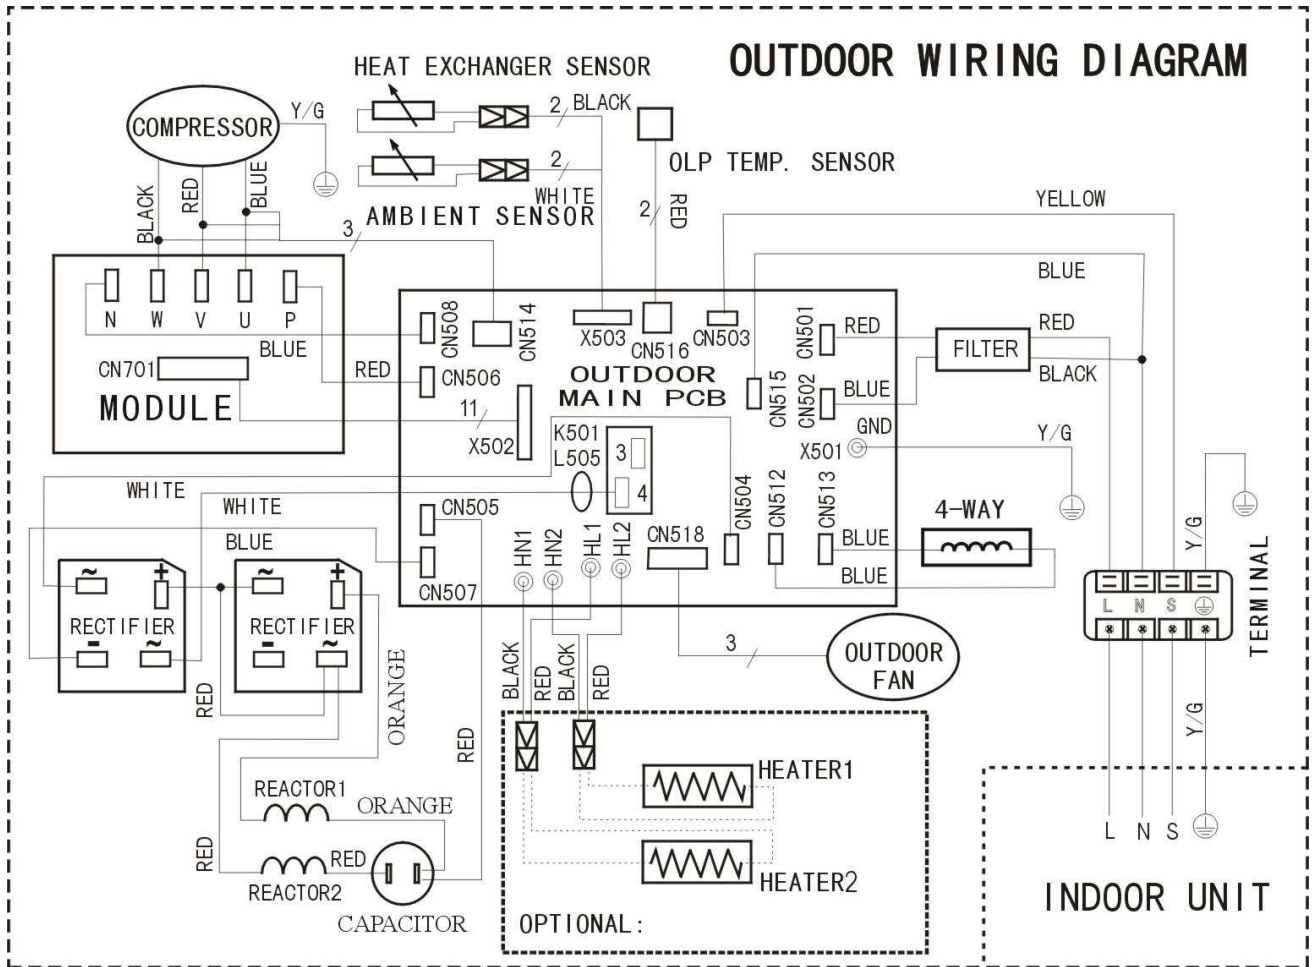 OUTDOOR WIRING DIAGRAM
HEAT EXCHANGER SENSOR
COMPRESSOR
Y/G
2
BLACK
OLP TEMP. SENSOR
2
WHITE
AMBIENT SENSOR
BLACK
RED
BLUE
3
2
RED
YELLOW
BLUE
N
W
V
U
P
BLUE
CN701
MODULE
RED
CN508
CN514
X503
CN516
CN503
CN501
RED
FILTER
RED
BLACK
CN506
OUTDOOR
MAIN PCB
CN515
CN502
BLUE
11
X502
K501
3
L505
4
GND
X501
Y/G
WHITE
WHITE
CN505
CN504
CN512
CN513
4-WAY
BLUE
HN1
HN2
HL1
HL2
CN518
BLUE
BLUE
CN507
Y/G
TERMINAL
~
+
RECTIFIER
-
~
~
+
RECTIFIER
-
~
L
N
S
RED
ORANGE
BLACK
RED
BLACK
RED
3
OUTDOOR
FAN
RED
Y/G
REACTOR1
ORANGE
RED
RED
REACTOR2
CAPACITOR
HEATER1
HEATER2
OPTIONAL:
L
N
S
INDOOR UNIT